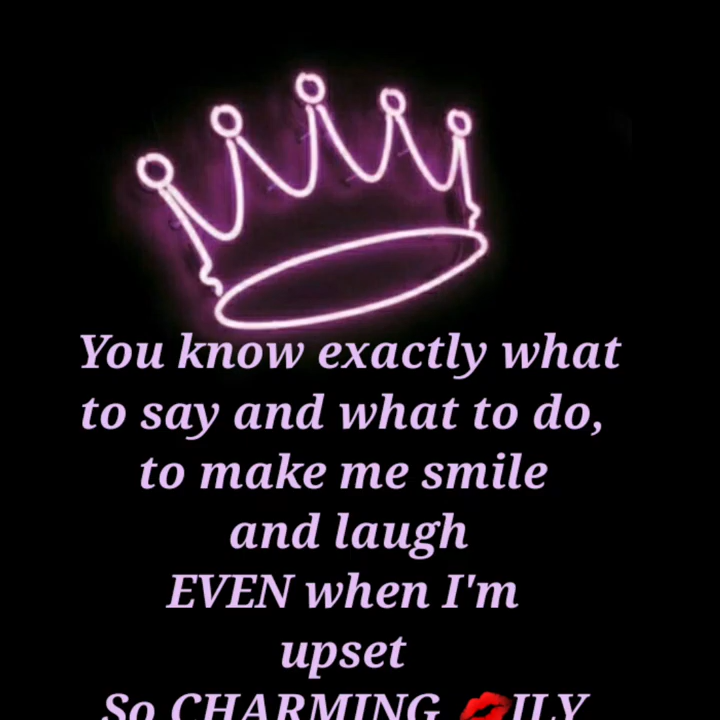 You know exactly what
to say and what to do,
to make me smile
and laugh
EVEN when I'm
upset
So CHARMING 💋ILY